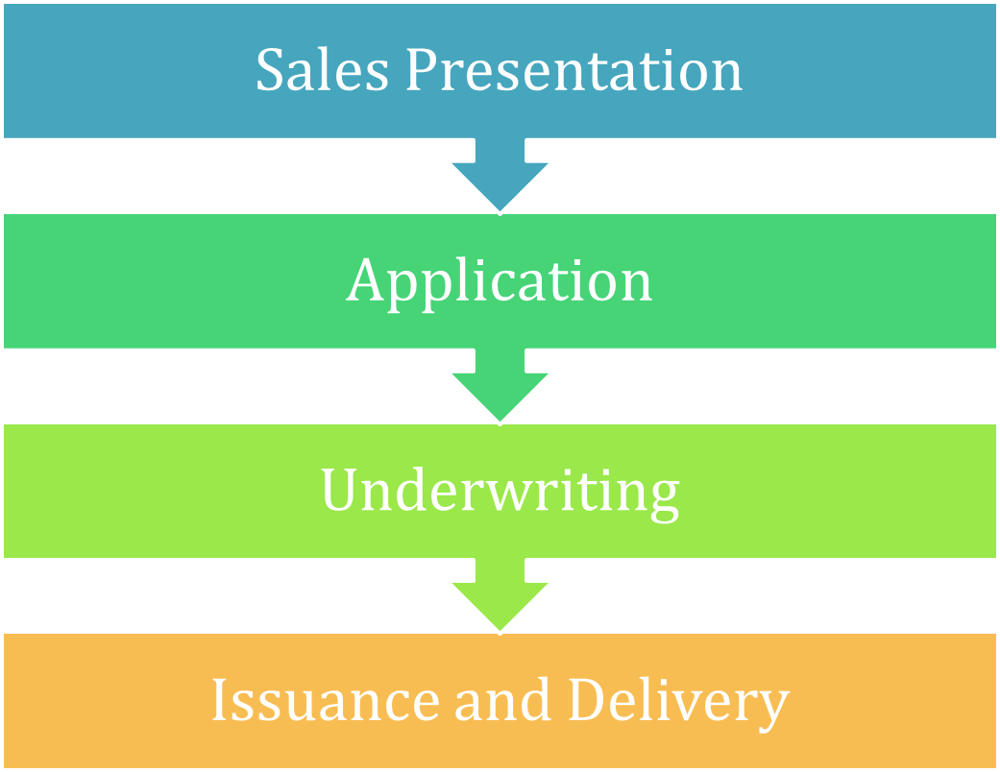 Sales Presentation
Application
Underwriting
Issuance and Delivery